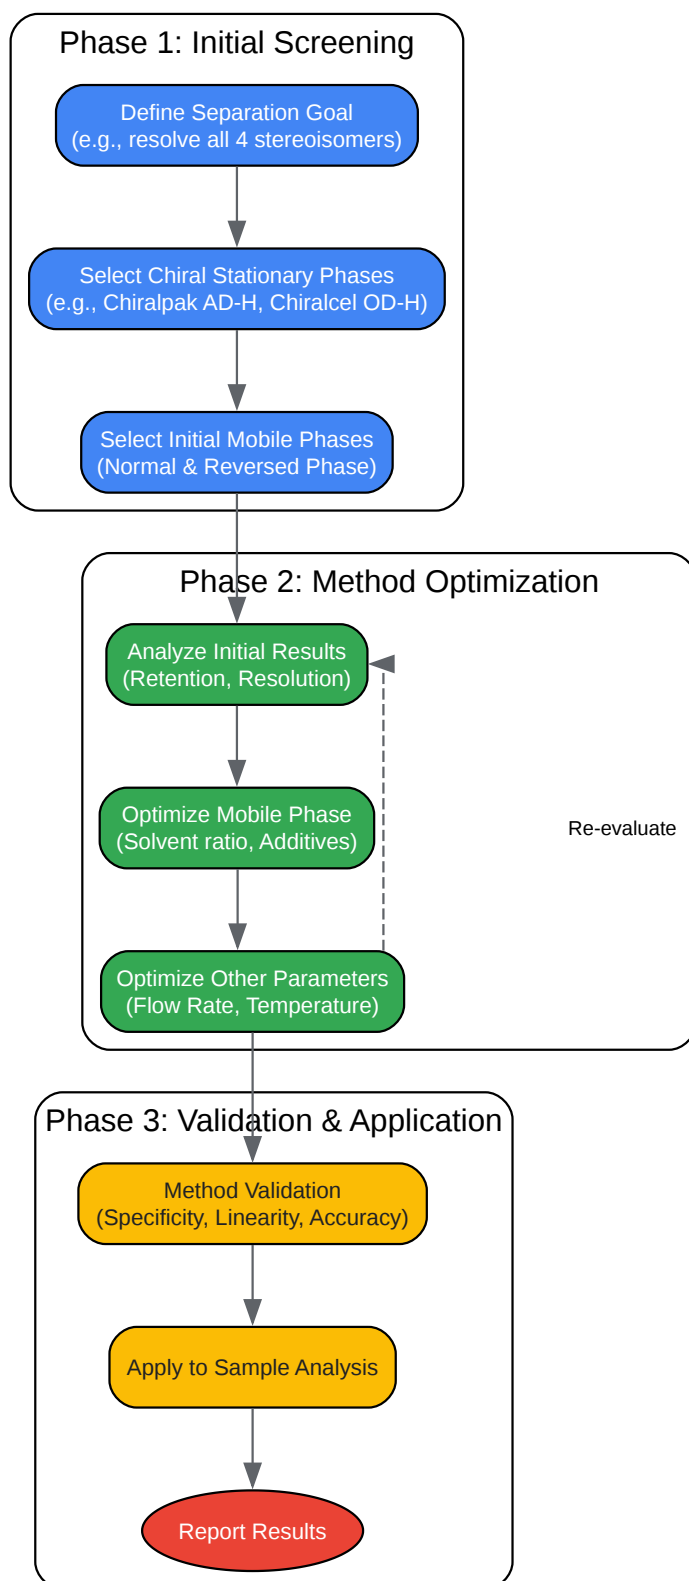 Phase 1: Initial Screening
Define Separation Goal
(e.g., resolve all 4 stereoisomers)
Select Chiral Stationary Phases
(e.g., Chiralpak AD-H, Chiralcel OD-H)
Select Initial Mobile Phases
(Normal & Reversed Phase)
Phase 2: Method Optimization
Analyze Initial Results
(Retention, Resolution)
Optimize Mobile Phase
(Solvent ratio, Additives)
Re-evaluate
Optimize Other Parameters
(Flow Rate, Temperature)
Phase 3: Validation & Application
Method Validation
(Specificity, Linearity, Accuracy)
Apply to Sample Analysis
Report Results